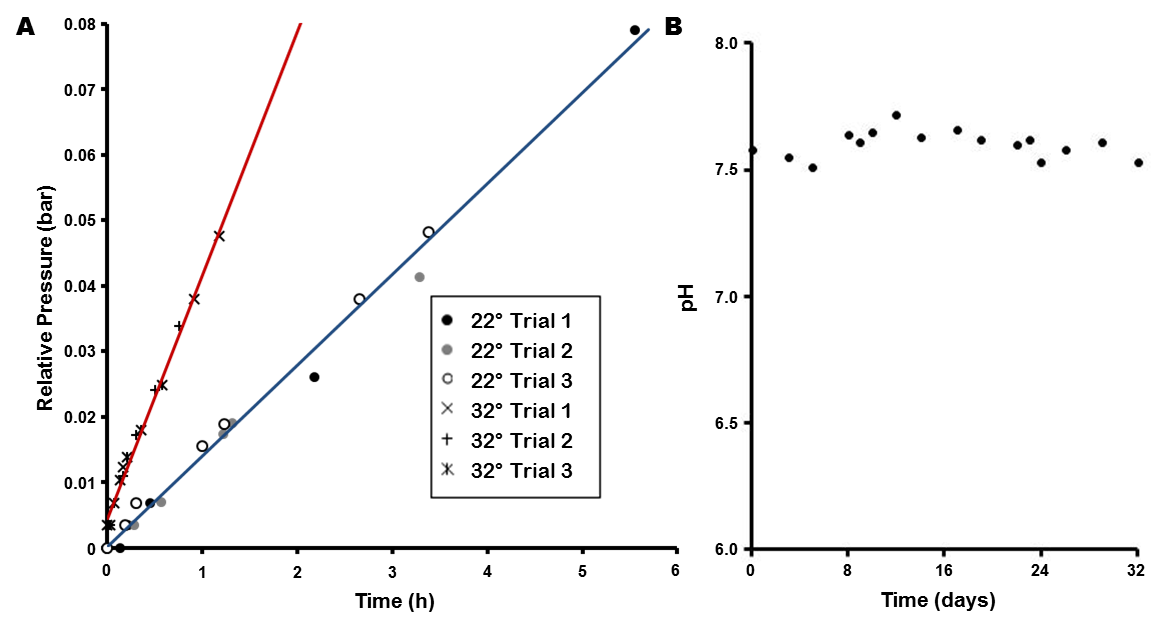 A
0.08
0.07
0.06
0.05
0.04
0.03
0.02
0.01
0
Relative Pressure (bar)
0 1 2 3 4 5 6
Time (h)
22° Trial 1
22° Trial 2
22° Trial 3
32° Trial 1
32° Trial 2
32° Trial 3
B
8.0
7.5
7.0
6.5
6.0
pH
0 8 16 24 32
Time (days)